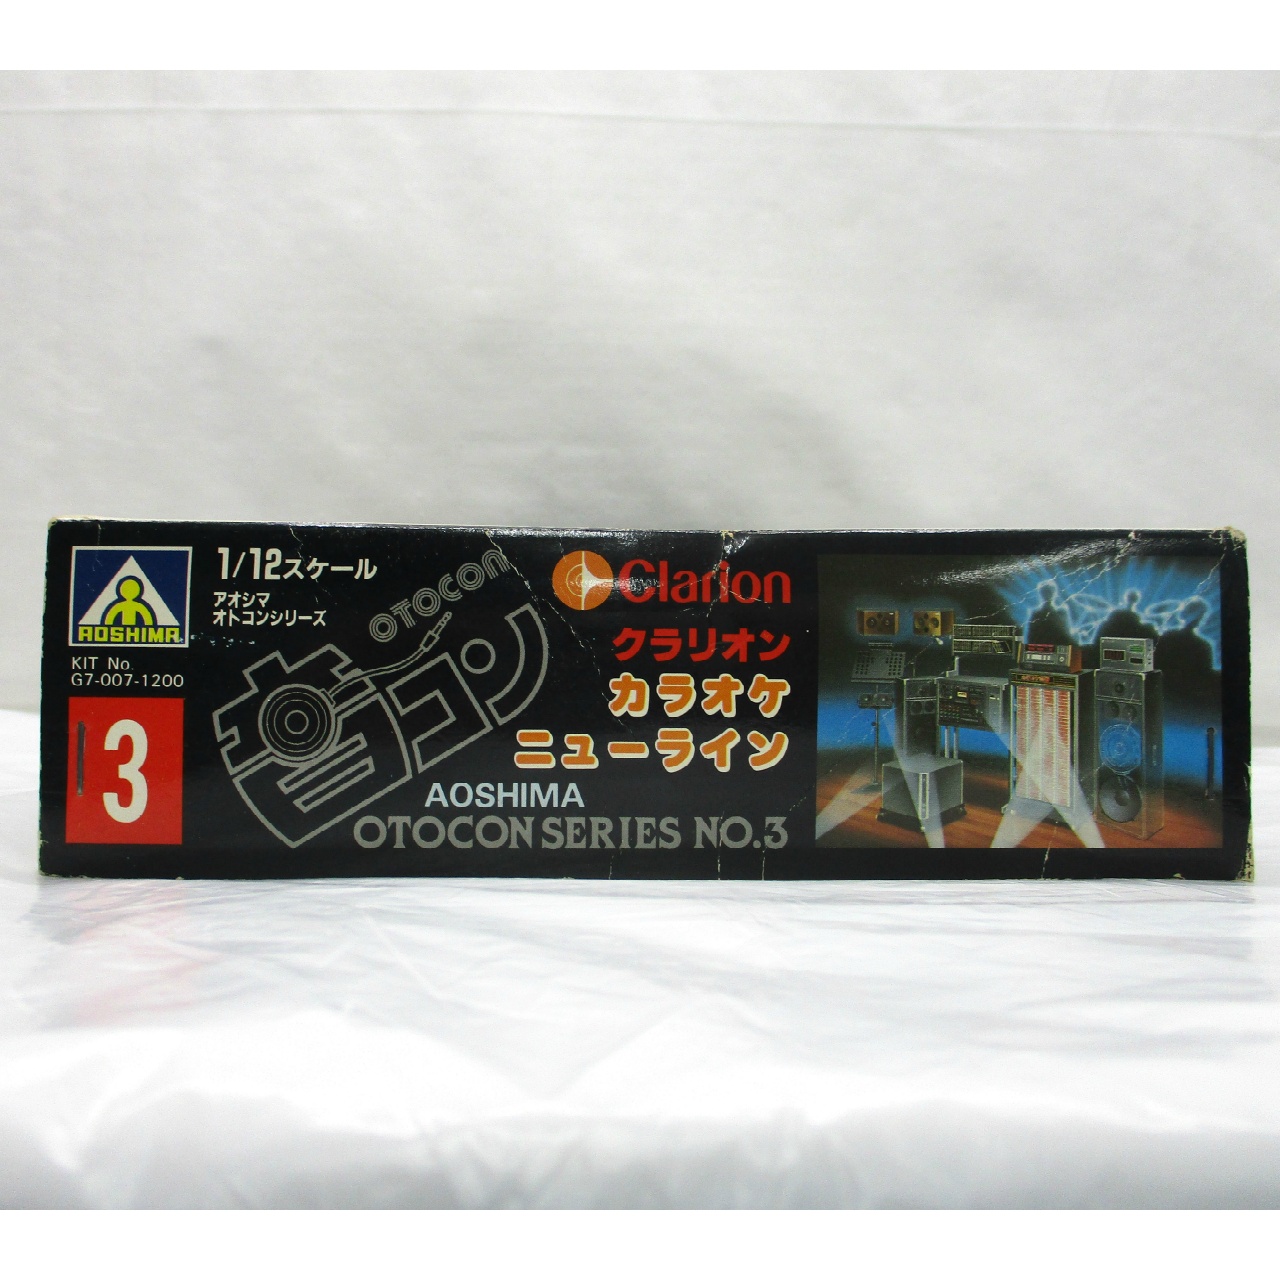 AOSHIMA
KIT No.
G7-007-1200
3
1/12スケール
アオシマ
オトコンシリーズ
OTOCON
音コン
Clarion
クラリオン
カラオケ
ニューライン
AOSHIMA
OTOCON SERIES NO.3